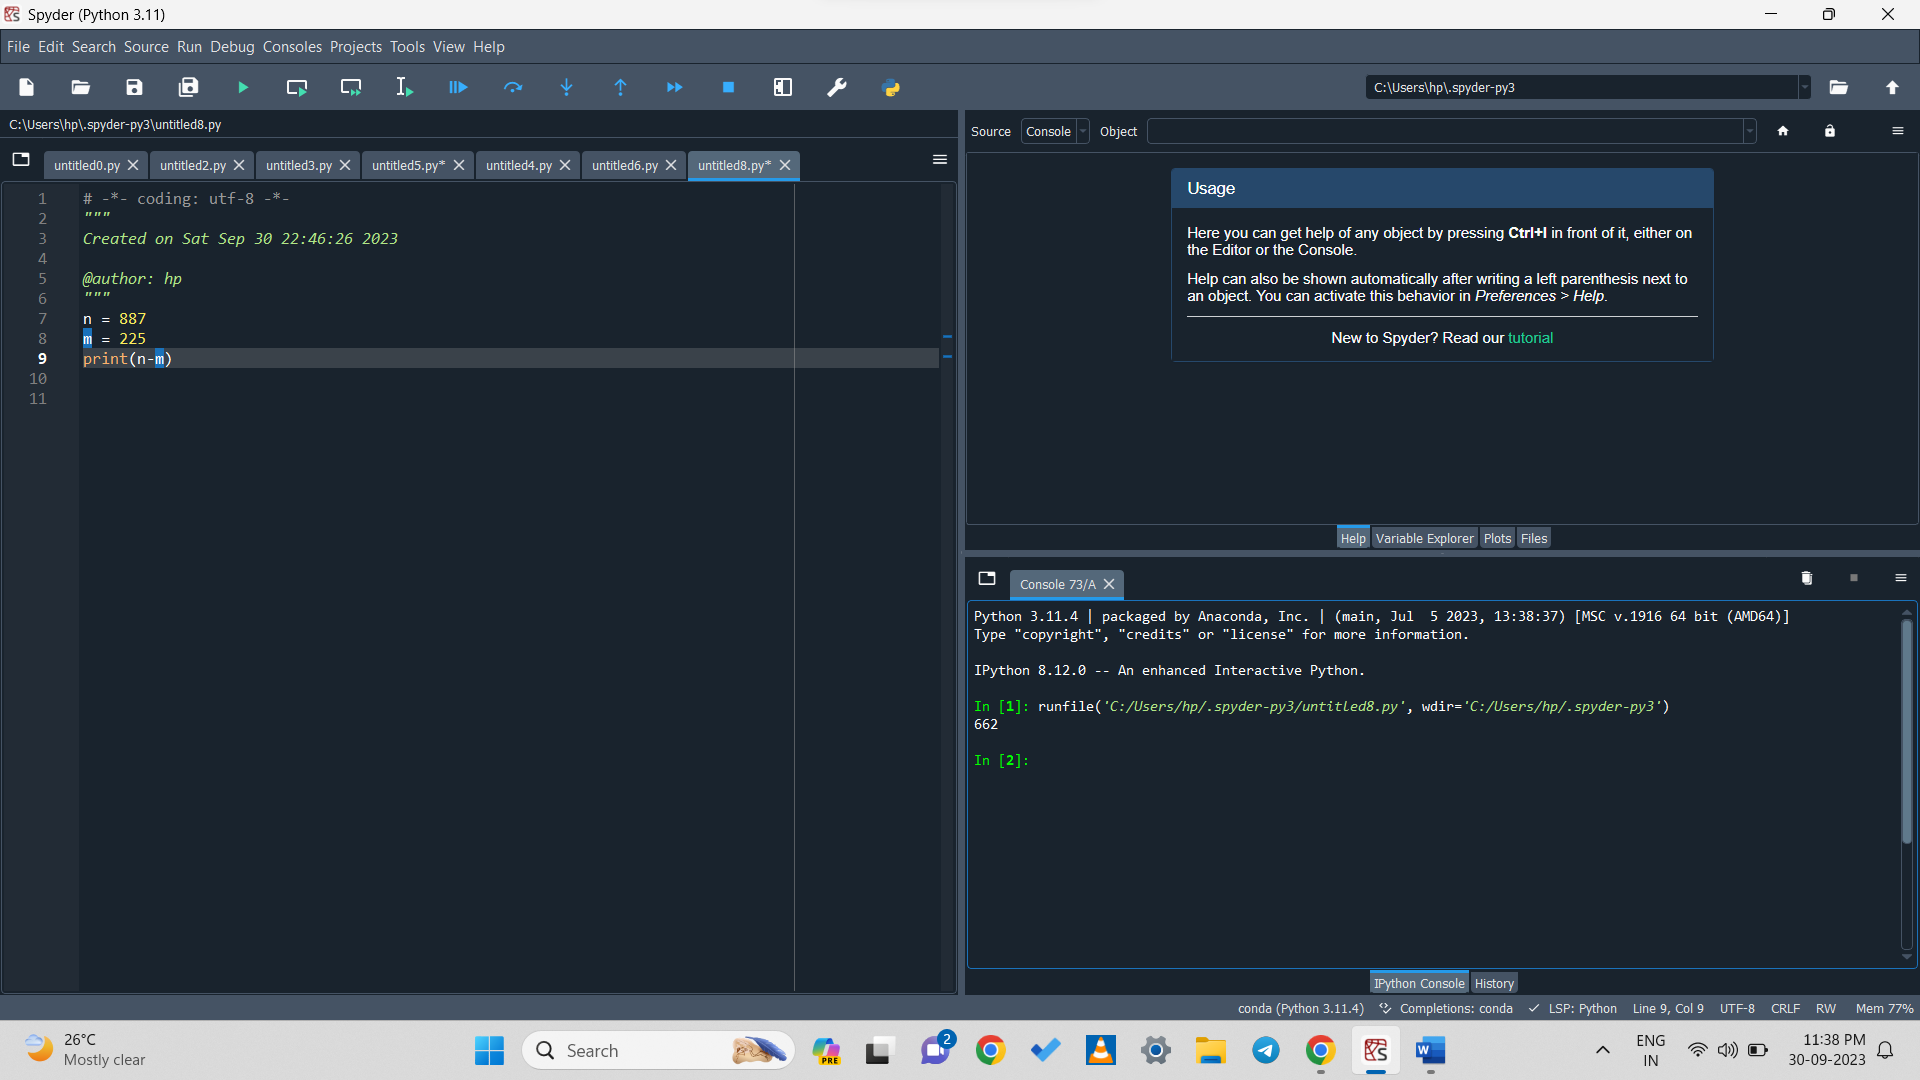 Spyder (Python 3.11)
File Edit Search Source Run Debug Consoles Projects Tools View Help
C:\Users\hp\.spyder-py3
C:\Users\hp\.spyder-py3\untitled8.py
untitled0.py untitled2.py untitled3.py untitled5.py* untitled4.py untitled6.py untitled8.py*
1 # -*- coding: utf-8 -*-
2 """
3 Created on Sat Sep 30 22:46:26 2023
4
5 @author: hp
6 """
7 n = 887
8 m = 225
9 print(n-m)
10
11
Source Console Object
Usage
Here you can get help of any object by pressing Ctrl+I in front of it, either on
the Editor or the Console.
Help can also be shown automatically after writing a left parenthesis next to
an object. You can activate this behavior in Preferences > Help.
New to Spyder? Read our tutorial
Help Variable Explorer Plots Files
Console 73/A
Python 3.11.4 | packaged by Anaconda, Inc. | (main, Jul  5 2023, 13:38:37) [MSC v.1916 64 bit (AMD64)]
Type "copyright", "credits" or "license" for more information.
IPython 8.12.0 -- An enhanced Interactive Python.
In [1]: runfile('C:/Users/hp/.spyder-py3/untitled8.py', wdir='C:/Users/hp/.spyder-py3')
662
In [2]:
IPython Console History
conda (Python 3.11.4) Completions: conda LSP: Python Line 9, Col 9 UTF-8 CRLF RW Mem 77%
26°C
Mostly clear
Search
PRE
2
W
ENG
IN
11:38 PM
30-09-2023